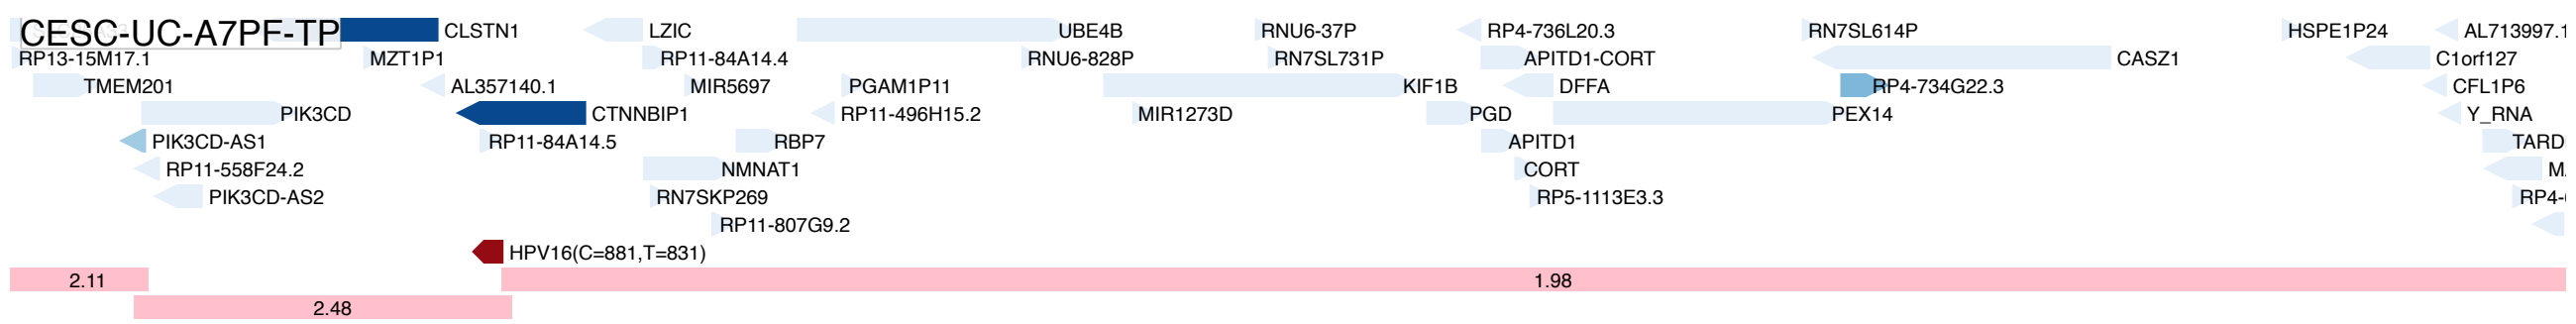 CESC-UC-A7PF-TP CLSTN1 LZIC UBE4B RNU6-37P RP4-736L20.3 RN7SL614P HSPE1P24 AL713997.1
RP13-15M17.1 MZT1P1 RP11-84A14.4 RNU6-828P RN7SL731P APITD1-CORT CASZ1 C1orf127
TMEM201 AL357140.1 MIR5697 PGAM1P11 KIF1B DFFA RP4-734G22.3 CFL1P6
PIK3CD CTNNBIP1 RP11-496H15.2 MIR1273D PGD PEX14 Y_RNA
PIK3CD-AS1 RP11-84A14.5 RBP7 APITD1 TARD
RP11-558F24.2 NMNAT1 CORT M
PIK3CD-AS2 RN7SKP269 RP5-1113E3.3 RP4-
RP11-807G9.2
HPV16(C=881,T=831)
2.11 1.98
2.48